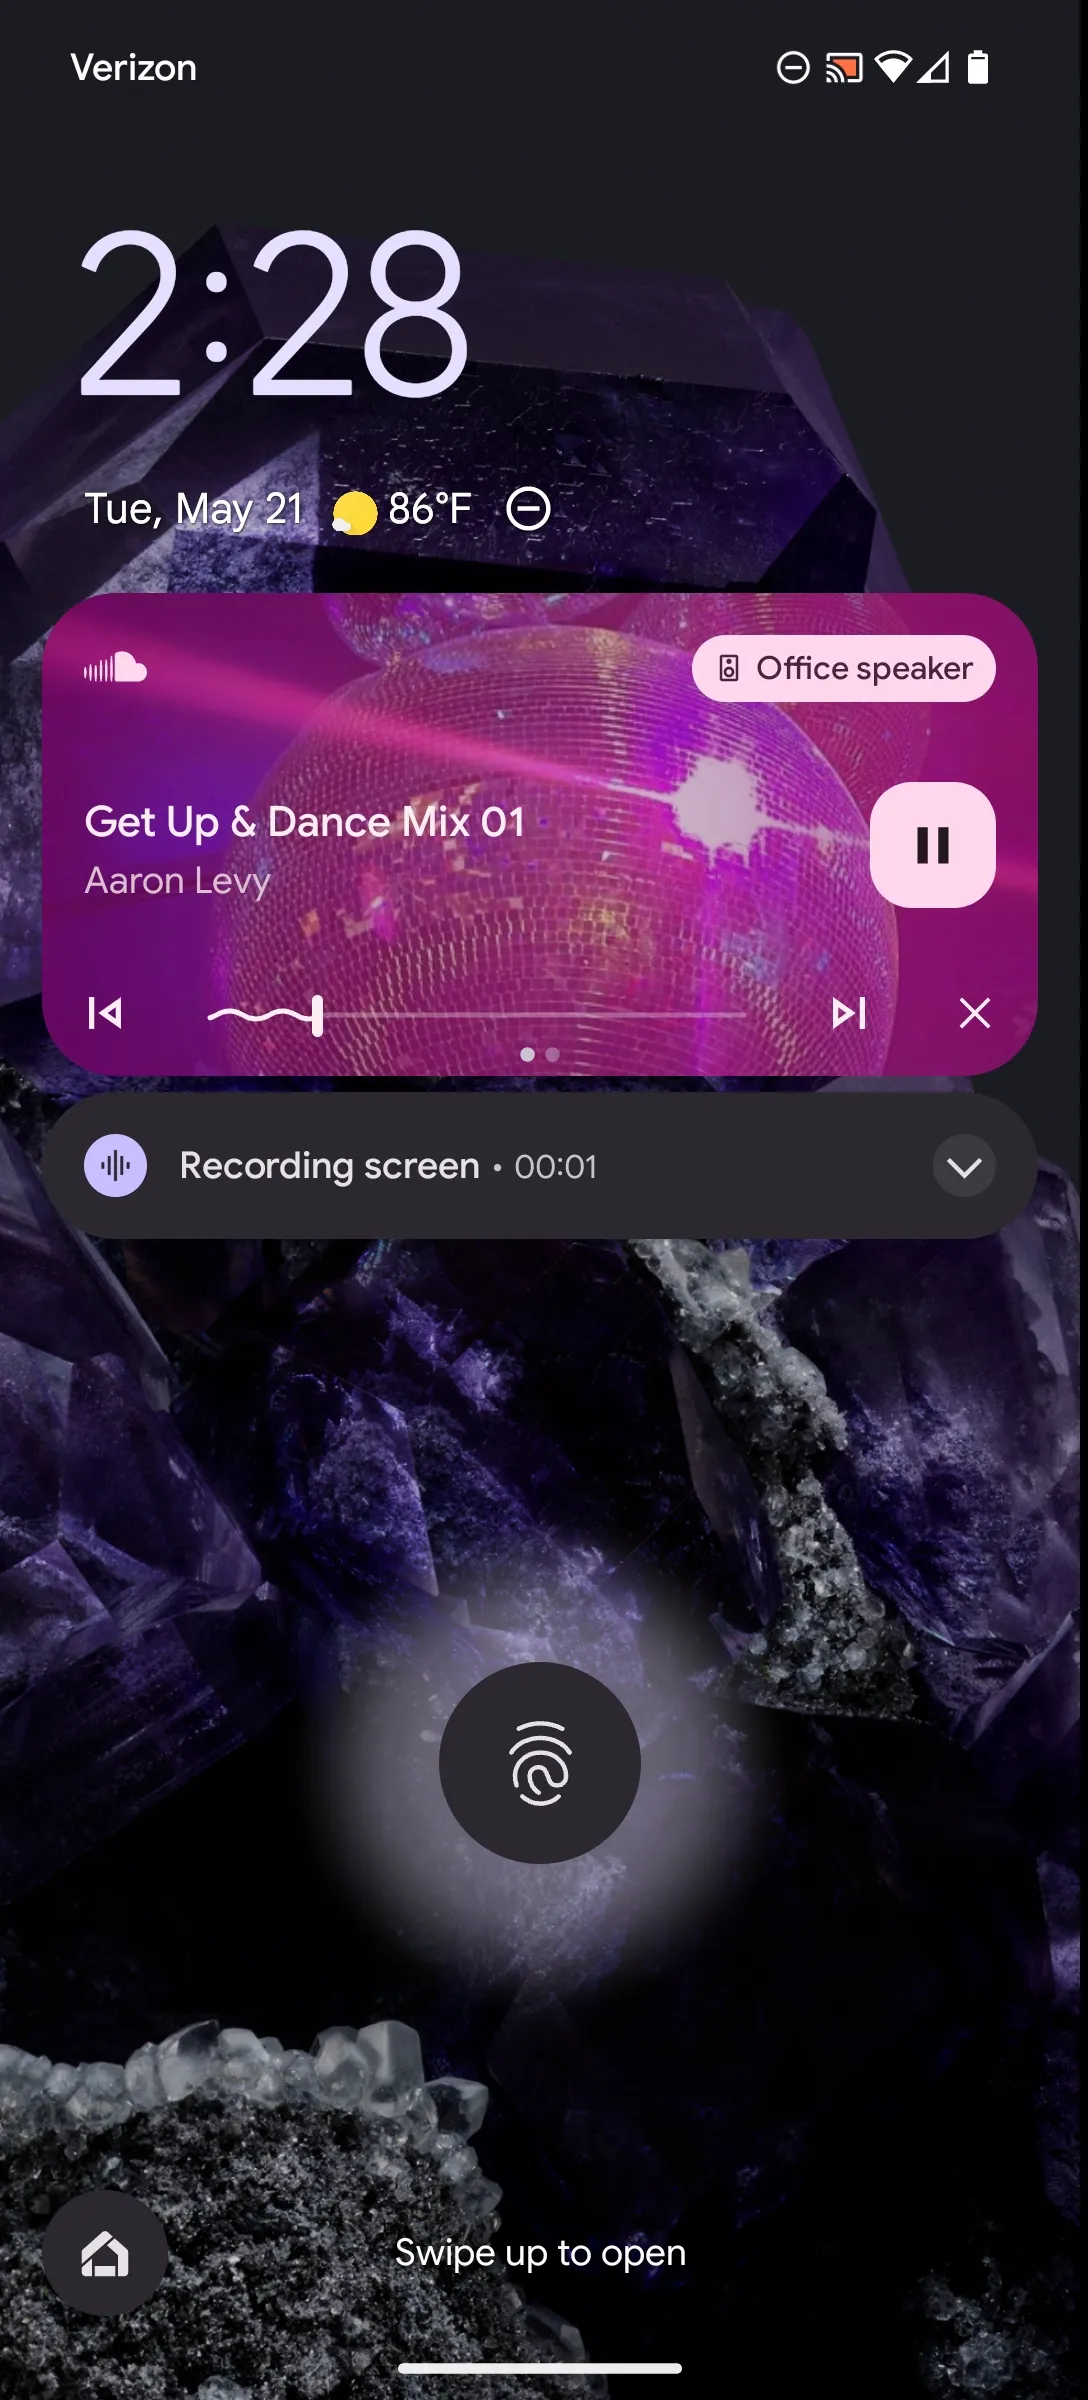 Verizon
2:28
Tue, May 21 86°F
Office speaker
Get Up & Dance Mix 01
Aaron Levy
Recording screen • 00:01
Swipe up to open